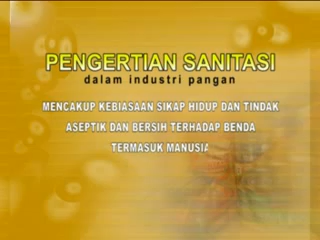 PENGERTIAN SANITASI
dalam industri pangan
MENCAKUP KEBIASAAN SIKAP HIDUP DAN TINDAK
ASEPTIK DAN BERSIH TERHADAP BENDA
TERMASUK MANUSIA